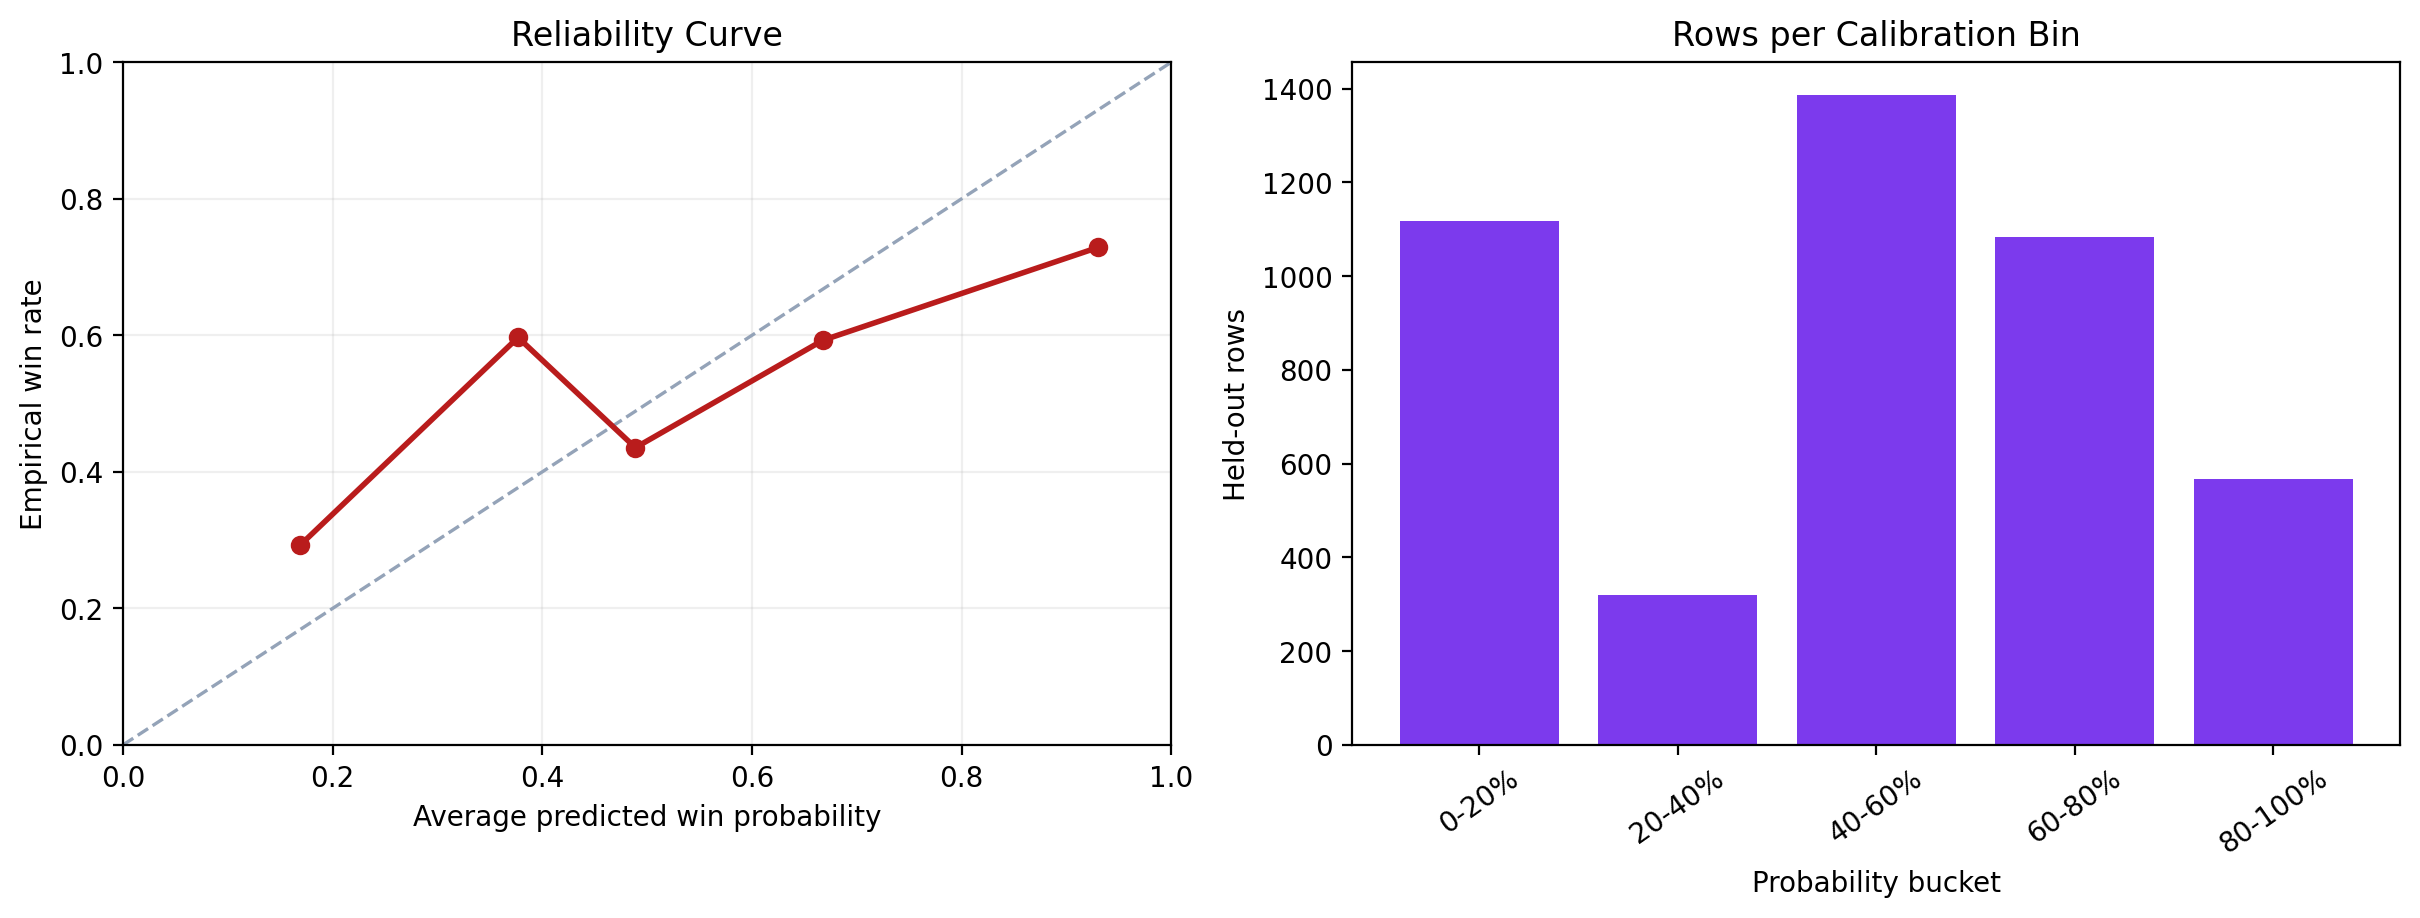 Reliability Curve
1.0
0.8
0.6
0.4
0.2
0.0
Empirical win rate
0.0 0.2 0.4 0.6 0.8 1.0
Average predicted win probability
Rows per Calibration Bin
1400
1200
1000
800
600
400
200
0
Held-out rows
0-20% 20-40% 40-60% 60-80% 80-100%
Probability bucket